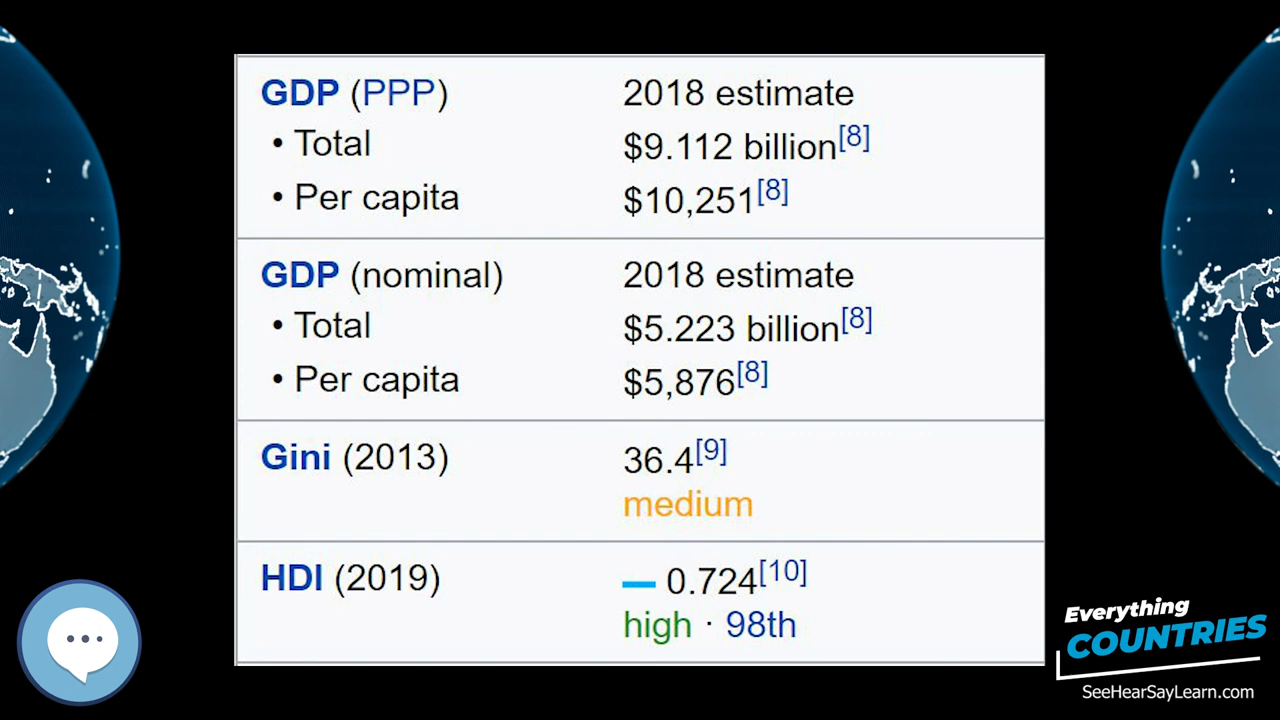 GDP (PPP) 2018 estimate
• Total $9.112 billion[8]
• Per capita $10,251[8]
GDP (nominal) 2018 estimate
• Total $5.223 billion[8]
• Per capita $5,876[8]
Gini (2013) 36.4[9]
medium
HDI (2019) 0.724[10]
high · 98th
Everything
COUNTRIES
SeeHearSayLearn.com